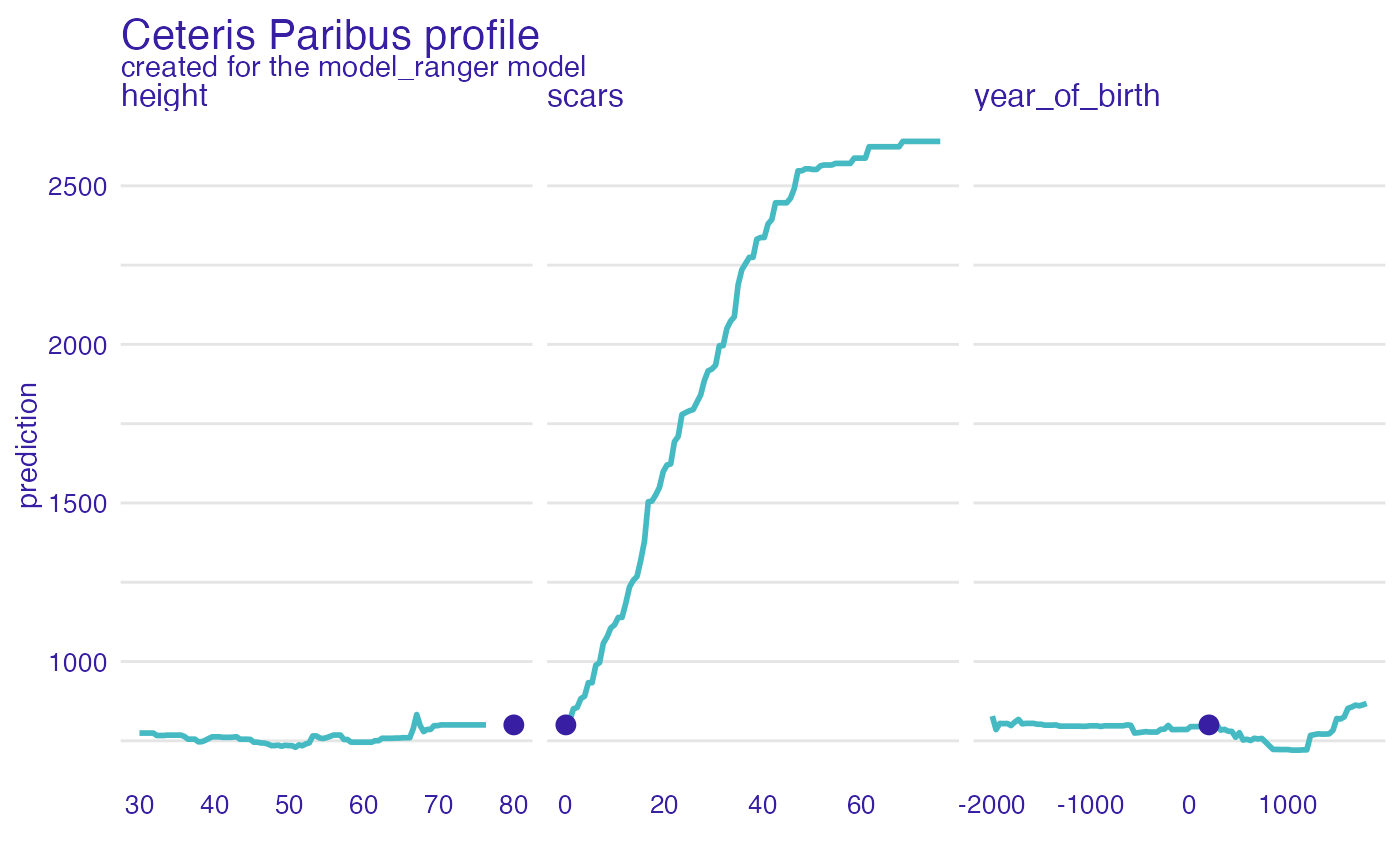 Ceteris Paribus profile
created for the model_ranger model
height scars year_of_birth
2500
2000
1500
1000
prediction
30 40 50 60 70 80 0 20 40 60 -2000 -1000 0 1000